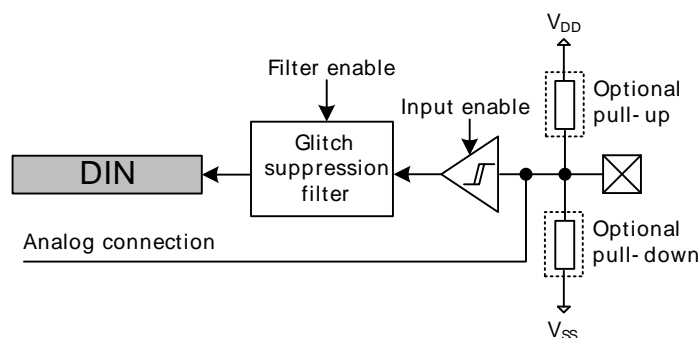 VDD
Filter enable
Optional
pull-up
Input enable
Glitch
suppression
filter
DIN
Analog connection
Optional
pull-down
VSS